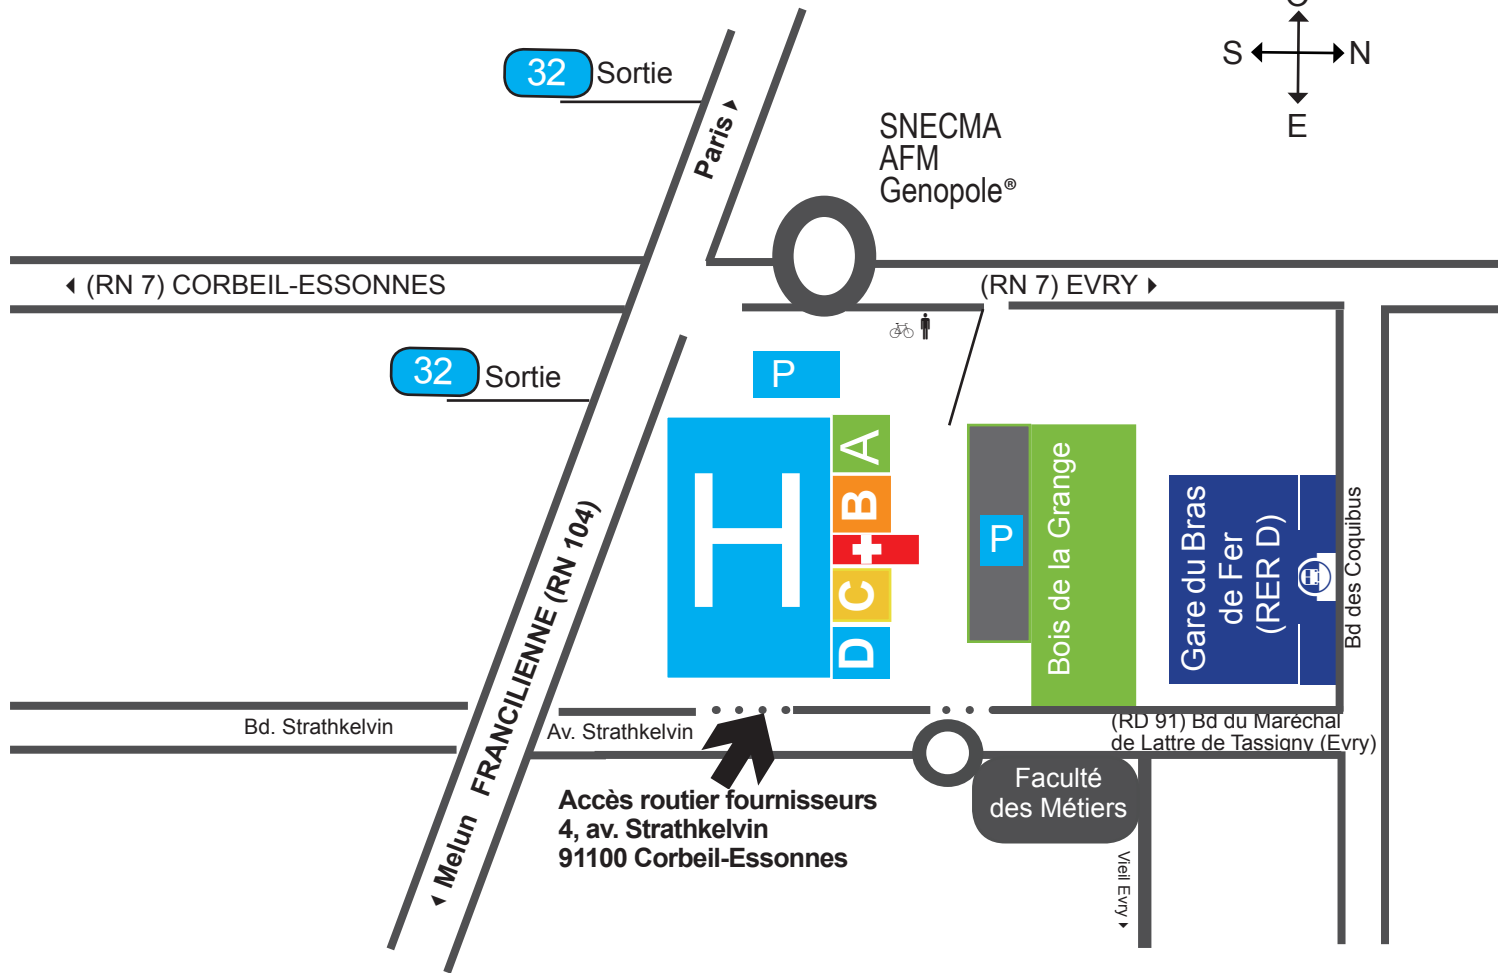 O
S
N
E
32 Sortie
Paris
SNECMA
AFM
Genopole®
(RN 7) CORBEIL-ESSONNES
(RN 7) EVRY
32 Sortie
P
H
A
B
C
D
P
Bois de la Grange
Gare du Bras
de Fer
(RER D)
Bd des Coquibus
FRANCILIENNE (RN 104)
Melun
Bd. Strathkelvin
Av. Strathkelvin
(RD 91) Bd du Maréchal
de Lattre de Tassigny (Evry)
Accès routier fournisseurs
4, av. Strathkelvin
91100 Corbeil-Essonnes
Faculté
des Métiers
Vieil Evry